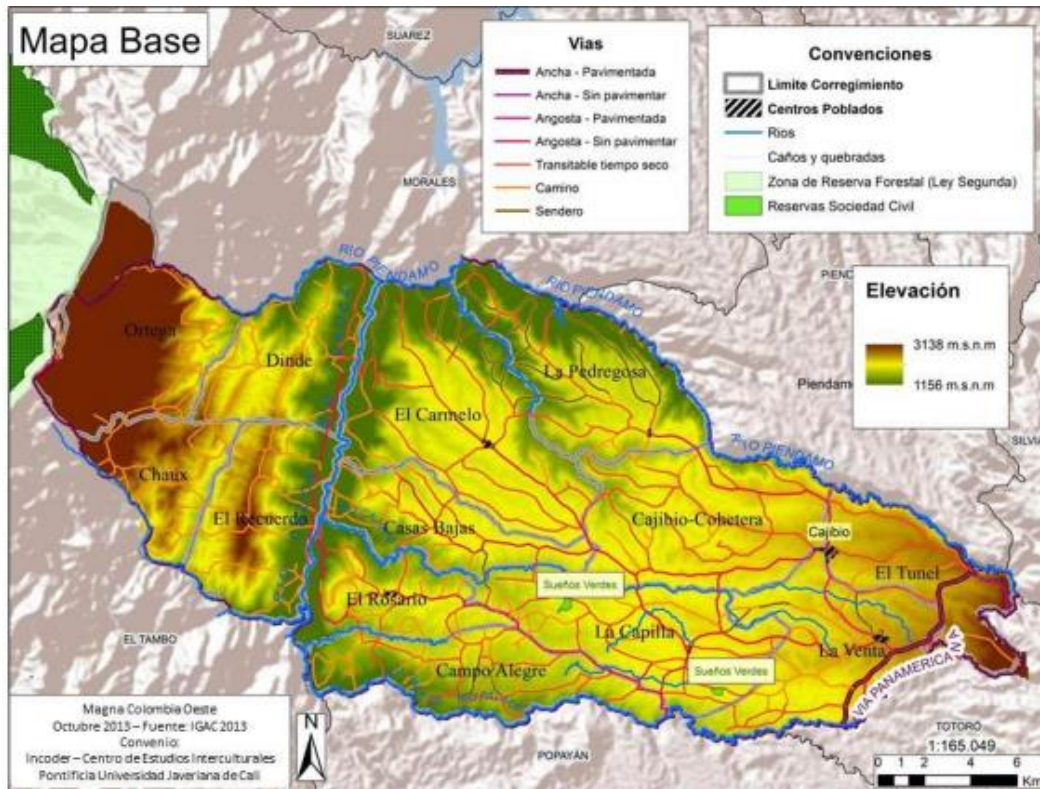 Mapa Base
SUAREZ
MORALES
Vias
Ancha - Pavimentada
Ancha - Sin pavimentar
Angosta - Pavimentada
Angosta - Sin pavimentar
Transitable tiempo seco
Camino
Sendero
Convenciones
Limite Corregimiento
Centros Poblados
Rios
Caños y quebradas
Zona de Reserva Forestal (Ley Segunda)
Reservas Sociedad Civil
Elevación
3138 m.s.n.m
1156 m.s.n.m
RIO PIENDAMO
RIO PIENDAMO
RIO PIENDAMO
SILVIA
Ortega
Dinde
La Pedregosa
El Carmelo
Chaux
El Recuerdo
Casas Bajas
Cajibio-Cohetera
Cajibio
El Tunel
Sueños Verdes
El Rosario
La Capilla
La Venta
Campo Alegre
Sueños Verdes
VIA PANAMERICANA
EL TAMBO
POPAYÁN
TOTORÓ
Magna Colombia Oeste
Octubre 2013 – Fuente: IGAC 2013
Convenio:
Incoder – Centro de Estudios Interculturales
Pontificia Universidad Javeriana de Cali
N
1:165.049
0 1 2 4 6
Km